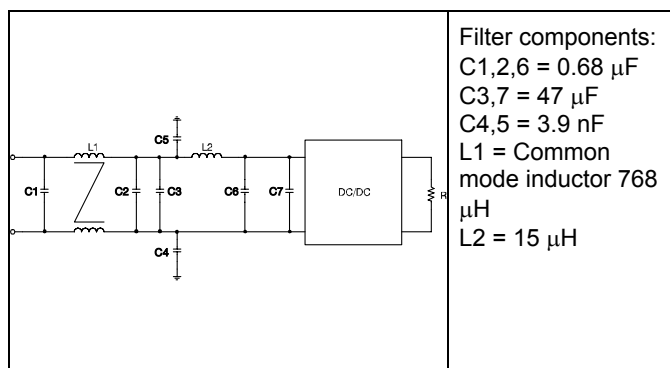 Filter components:
C1,2,6 = 0.68 μF
C3,7 = 47 μF
C4,5 = 3.9 nF
L1 = Common
mode inductor 768
μH
L2 = 15 μH
C5
L1
L2
C1
C2
C3
C6
C7
DC/DC
R
C4